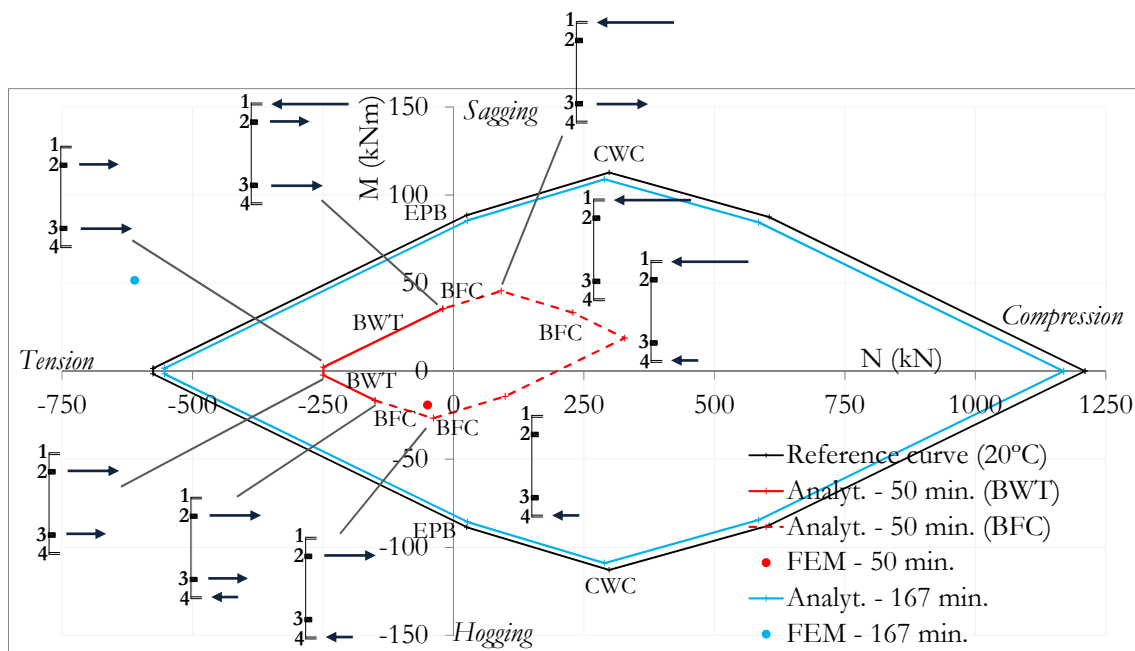 1
2
3
4
1
2
3
4
1
2
3
4
150
Sagging
M (kNm)
CWC
100
EPB
1
2
3
4
50
BFC
1
2
3
4
BFC
BWT
Compression
Tension
0
N (kN)
BWT
-750
-500
-250
0
250
500
750
1000
1250
BFC
BFC
1
2
3
4
-50
1
2
3
4
1
2
3
4
1
2
3
4
EPB
-100
CWC
Hogging
-150
Reference curve (20°C)
Analyt. - 50 min. (BWT)
Analyt. - 50 min. (BFC)
FEM - 50 min.
Analyt. - 167 min.
FEM - 167 min.